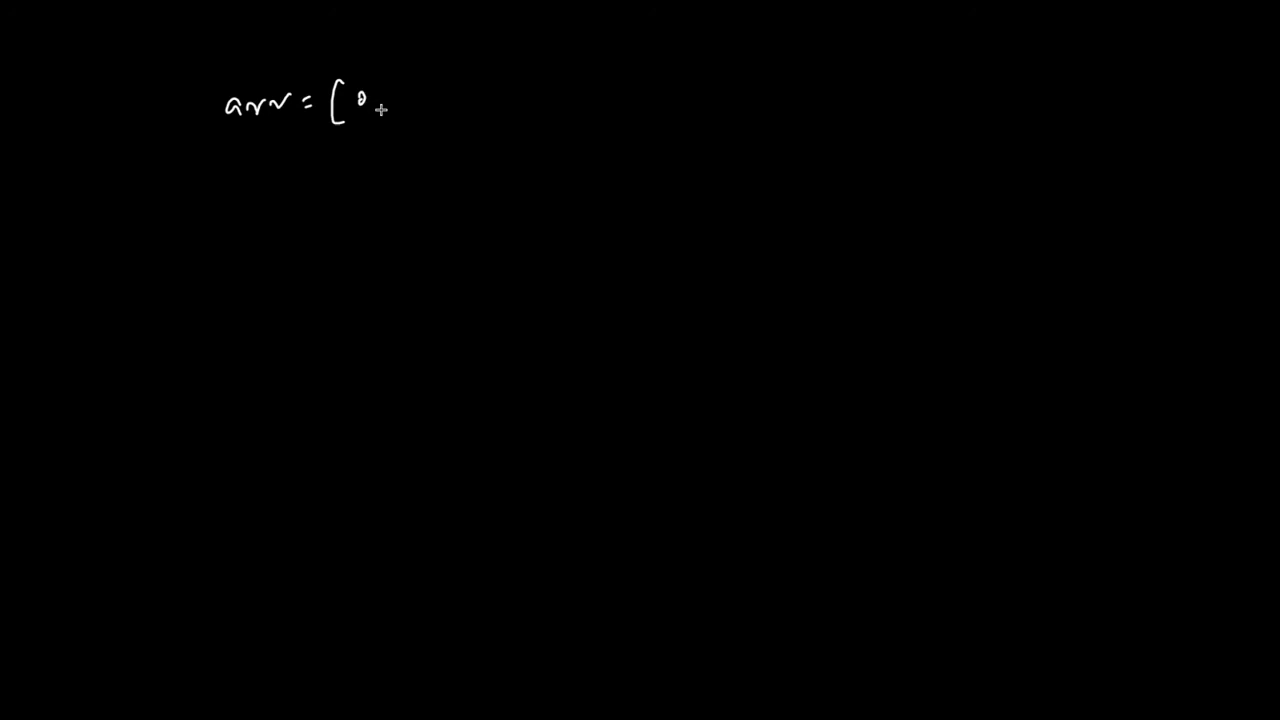 arr = [ 0